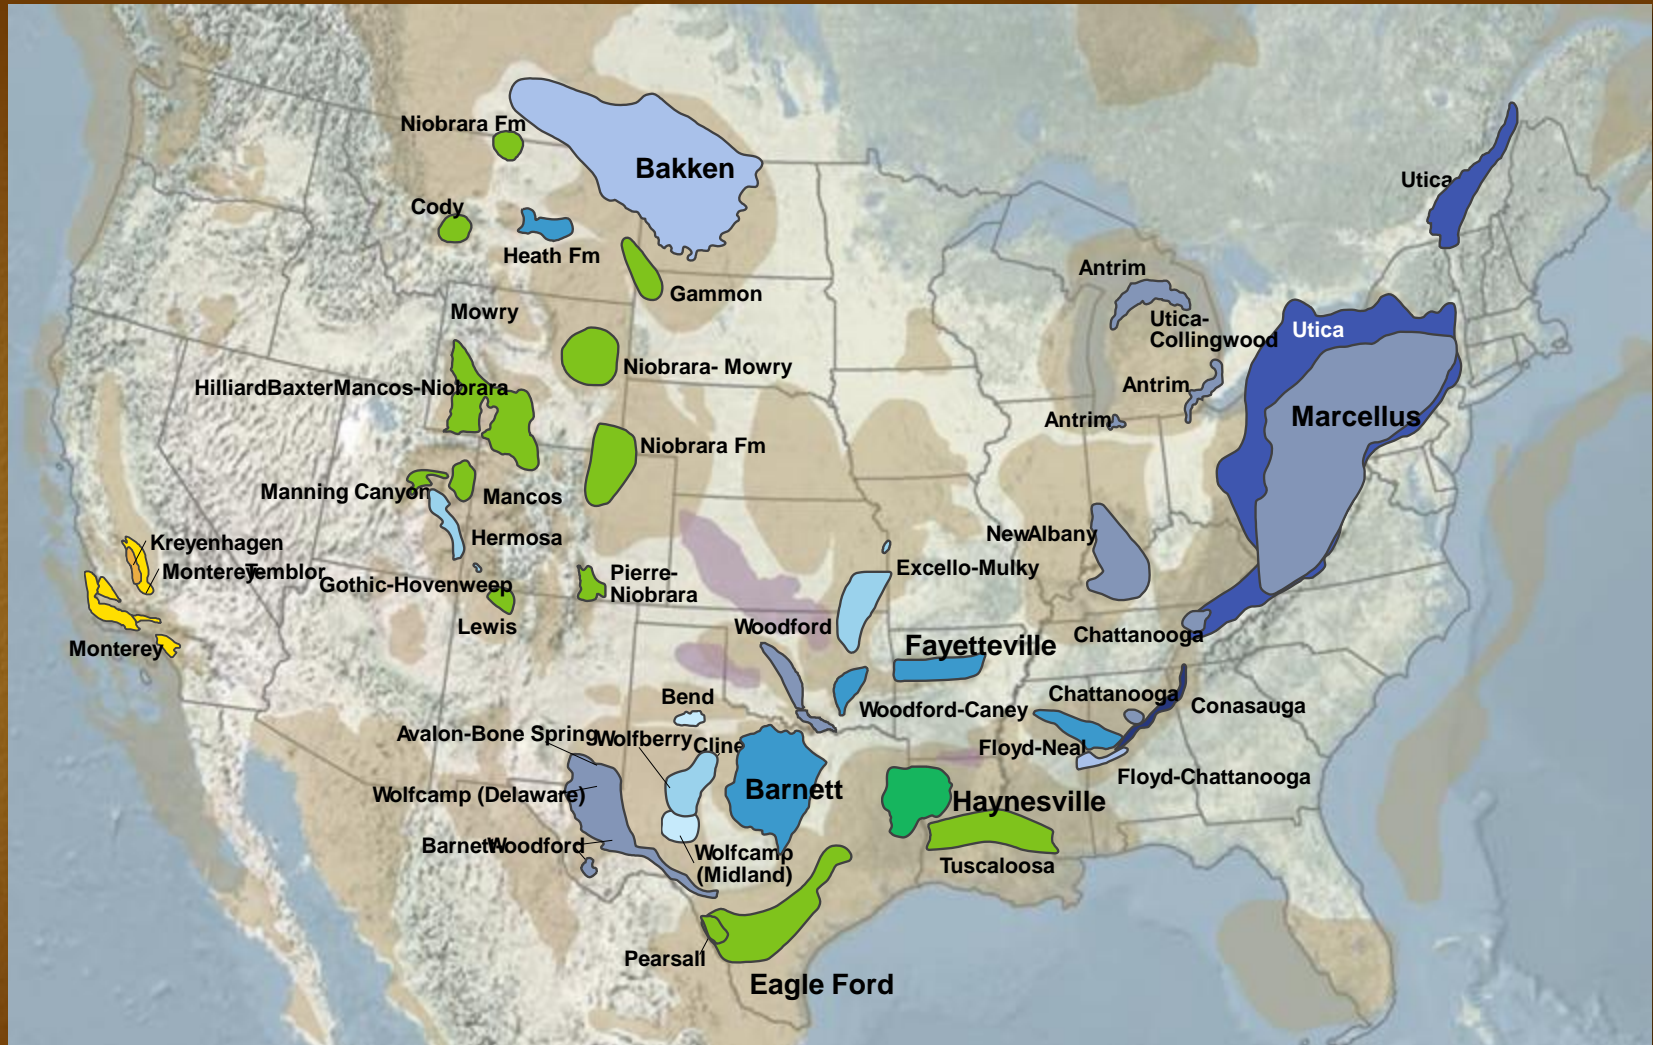 Niobrara Fm
Bakken
Utica
Cody
Heath Fm
Antrim
Gammon
Mowry
Utica-
Collingwood
Utica
Niobrara- Mowry
HilliardBaxterMancos-Niobrara
Antrim
Antrim
Marcellus
Niobrara Fm
Manning Canyon
Mancos
Hermosa
NewAlbany
Kreyenhagen
Excello-Mulky
MontereyTemblor
Gothic-Hovenweep
Pierre-
Niobrara
Lewis
Woodford
Chattanooga
Monterey
Fayetteville
Bend
Chattanooga
Conasauga
Woodford-Caney
Avalon-Bone Spring
Wolfberry
Cline
Floyd-Neal
Floyd-Chattanooga
Wolfcamp (Delaware)
Barnett
Haynesville
BarnettWoodford
Wolfcamp
(Midland)
Tuscaloosa
Pearsall
Eagle Ford